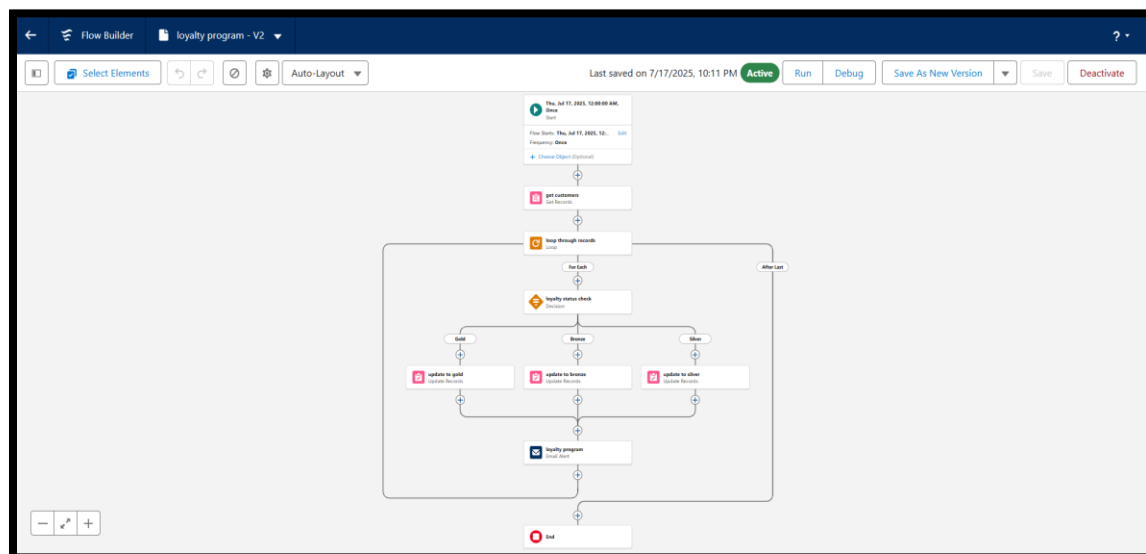 Flow Builder
loyalty program - V2
?
Select Elements
Auto-Layout
Last saved on 7/17/2025, 10:11 PM
Active
Run
Debug
Save As New Version
Save
Deactivate
Thu, Jul 17, 2025, 12:00:00 AM,
Once
Start
Flow Starts: Thu, Jul 17, 2025, 12:...
Edit
Frequency: Once
+ Choose Object (Optional)
get customers
Get Records
loop through records
Loop
For Each
After Last
loyalty status check
Decision
Gold
Bronze
Silver
update to gold
Update Records
update to bronze
Update Records
update to silver
Update Records
loyalty program
Email Alert
End